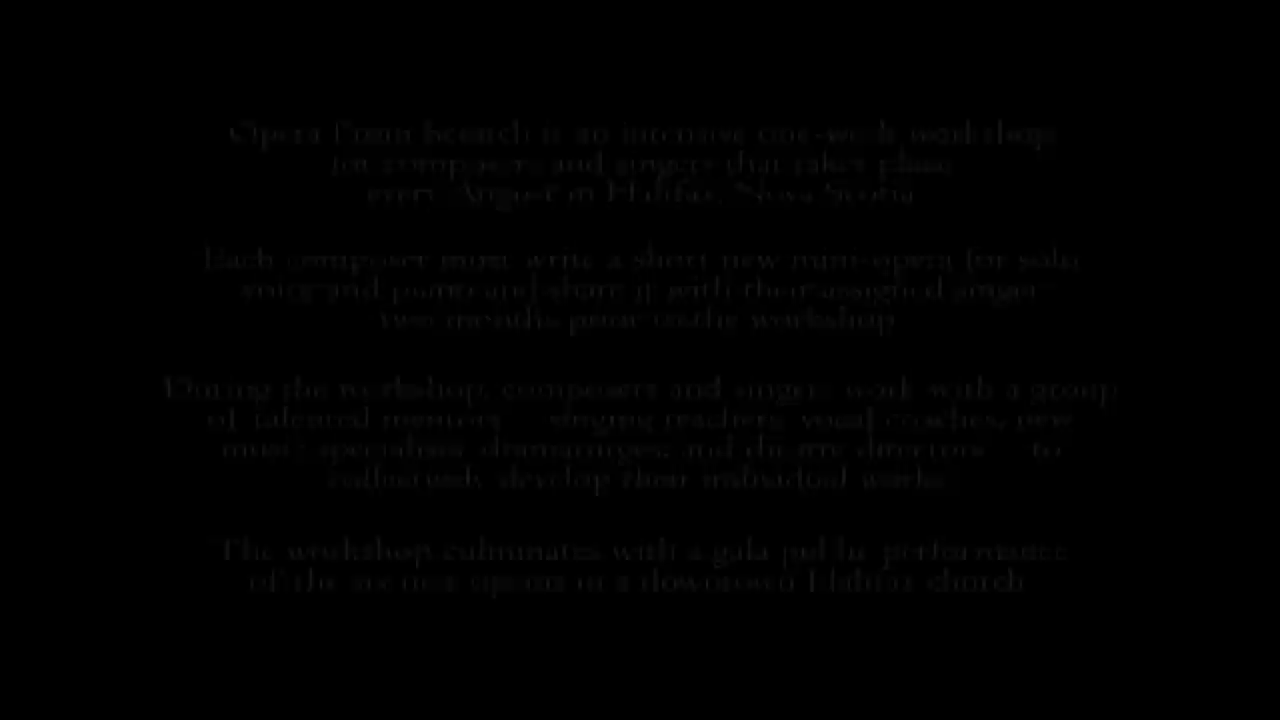 Opera From Scratch is an intensive one-week workshop
for composers and singers that takes place
every August in Halifax, Nova Scotia
Each composer must write a short new mini-opera for solo
voice and piano and share it with their assigned singer
two months prior to the workshop
During the workshop, composers and singers work with a group
of talented mentors singing teachers, vocal coaches, new
music specialists, dramaturges, and theatre directors to
develop their individual works
The workshop culminates with a gala public performance
of the new operas in a downtown Halifax church